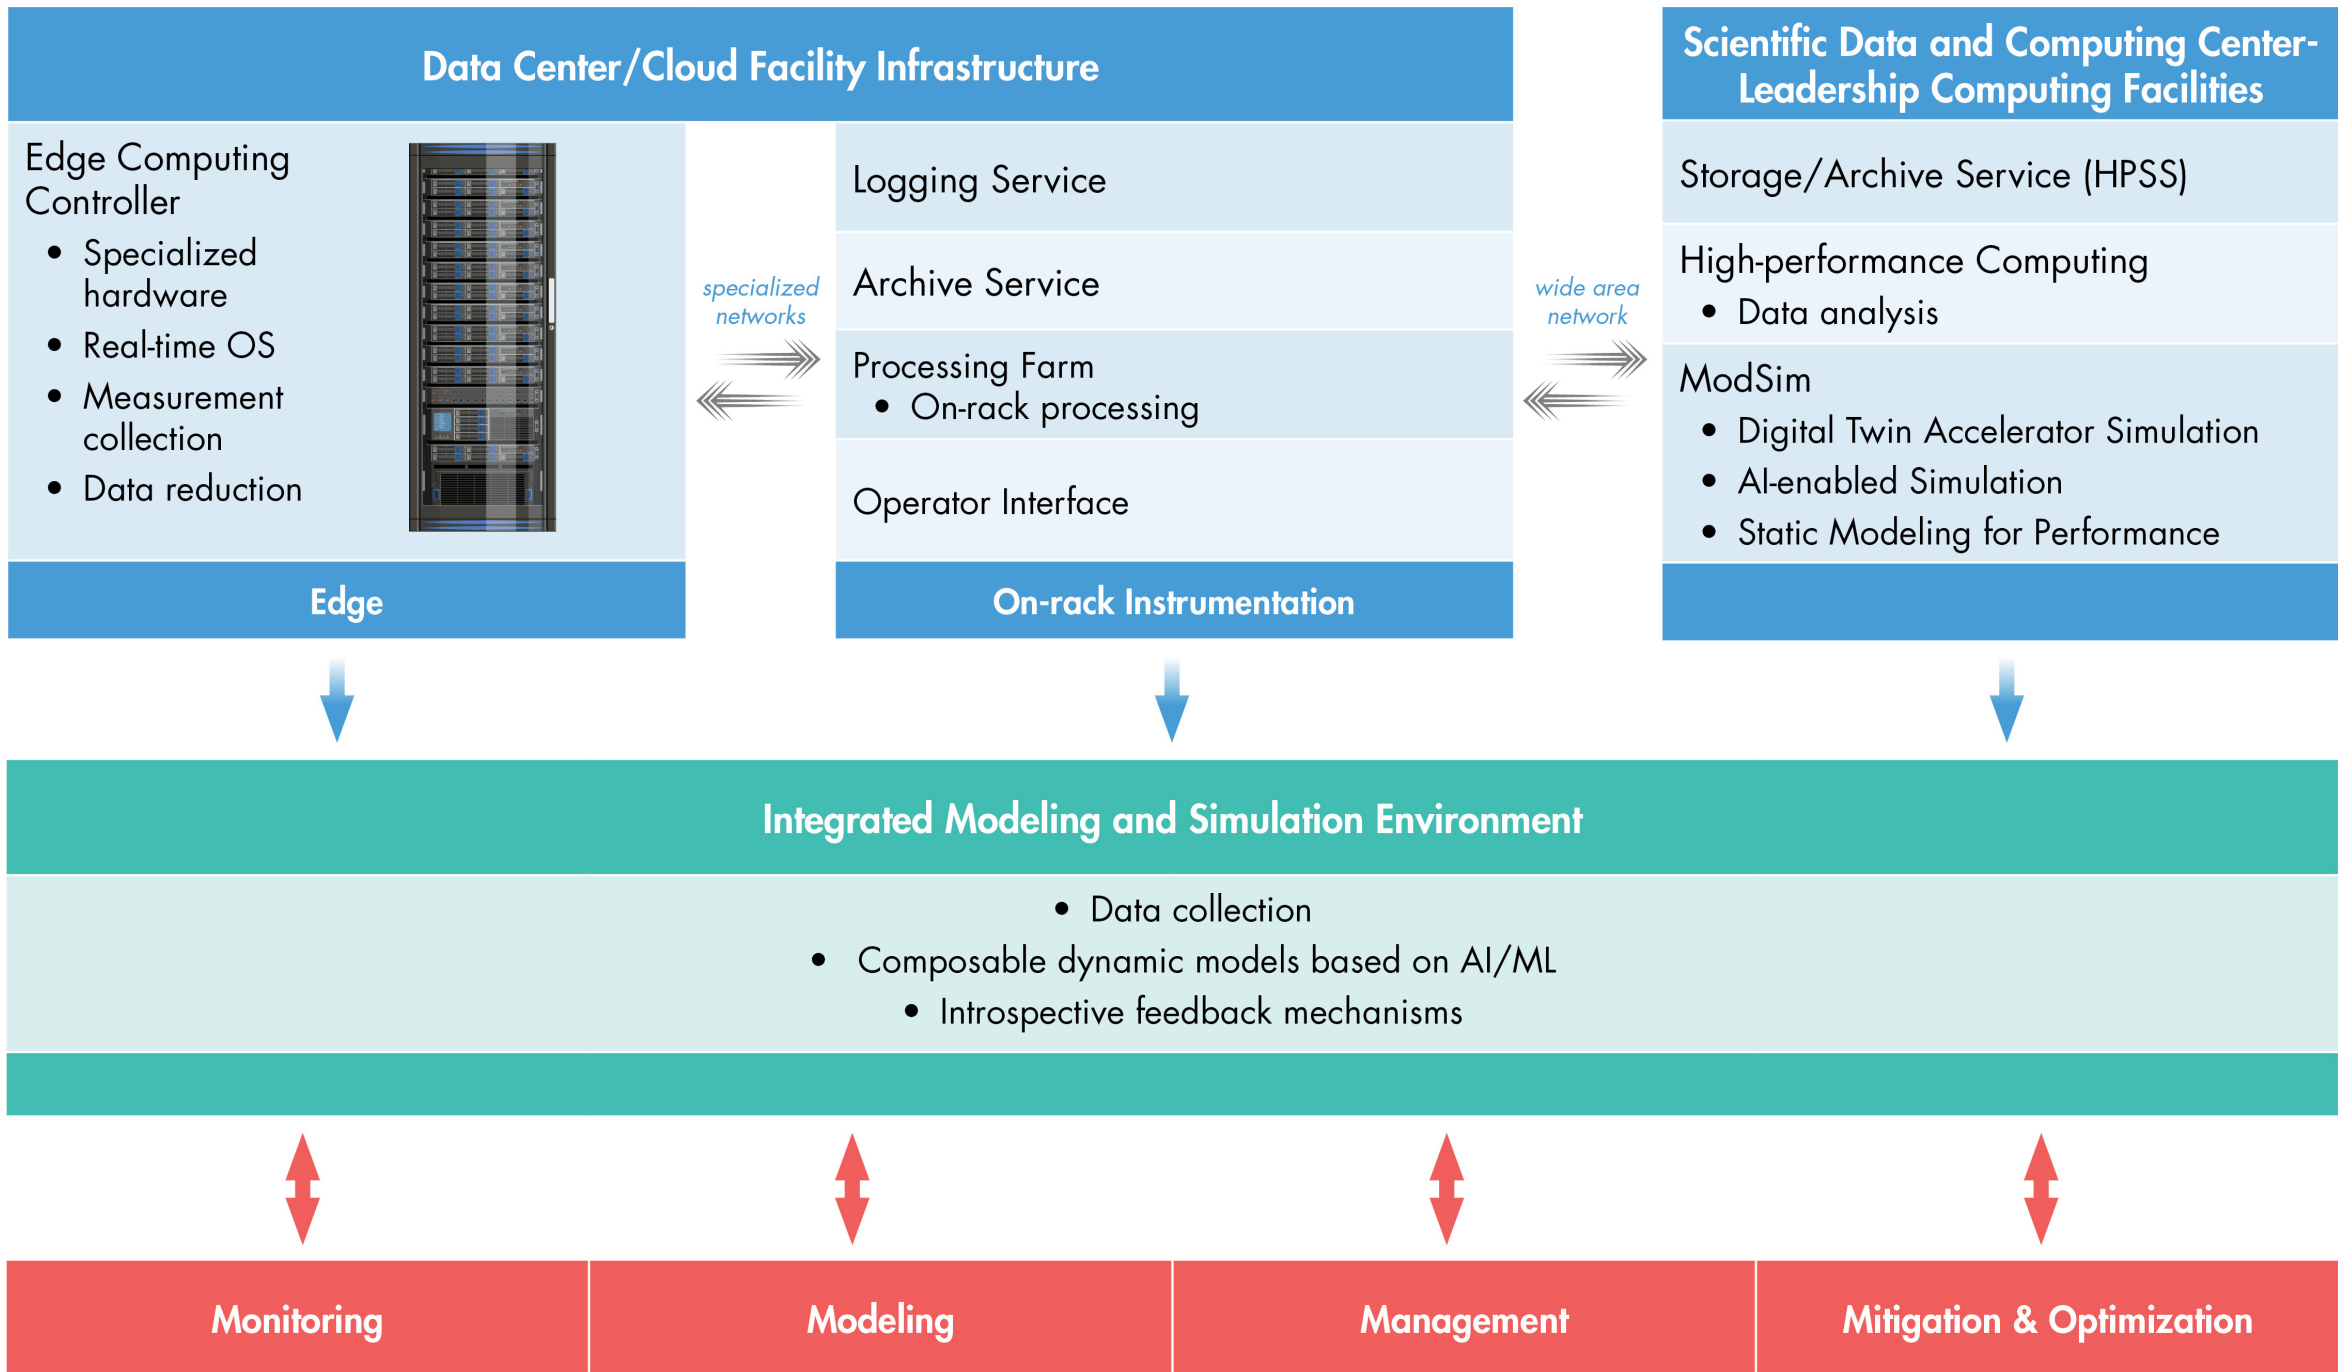 Data Center/Cloud Facility Infrastructure
Edge Computing
Controller
• Specialized
hardware
• Real-time OS
• Measurement
collection
• Data reduction
Edge
specialized
networks
Logging Service
Archive Service
Processing Farm
• On-rack processing
Operator Interface
On-rack Instrumentation
wide area
network
Scientific Data and Computing Center-
Leadership Computing Facilities
Storage/Archive Service (HPSS)
High-performance Computing
• Data analysis
ModSim
• Digital Twin Accelerator Simulation
• AI-enabled Simulation
• Static Modeling for Performance
Integrated Modeling and Simulation Environment
• Data collection
• Composable dynamic models based on AI/ML
• Introspective feedback mechanisms
Monitoring
Modeling
Management
Mitigation & Optimization